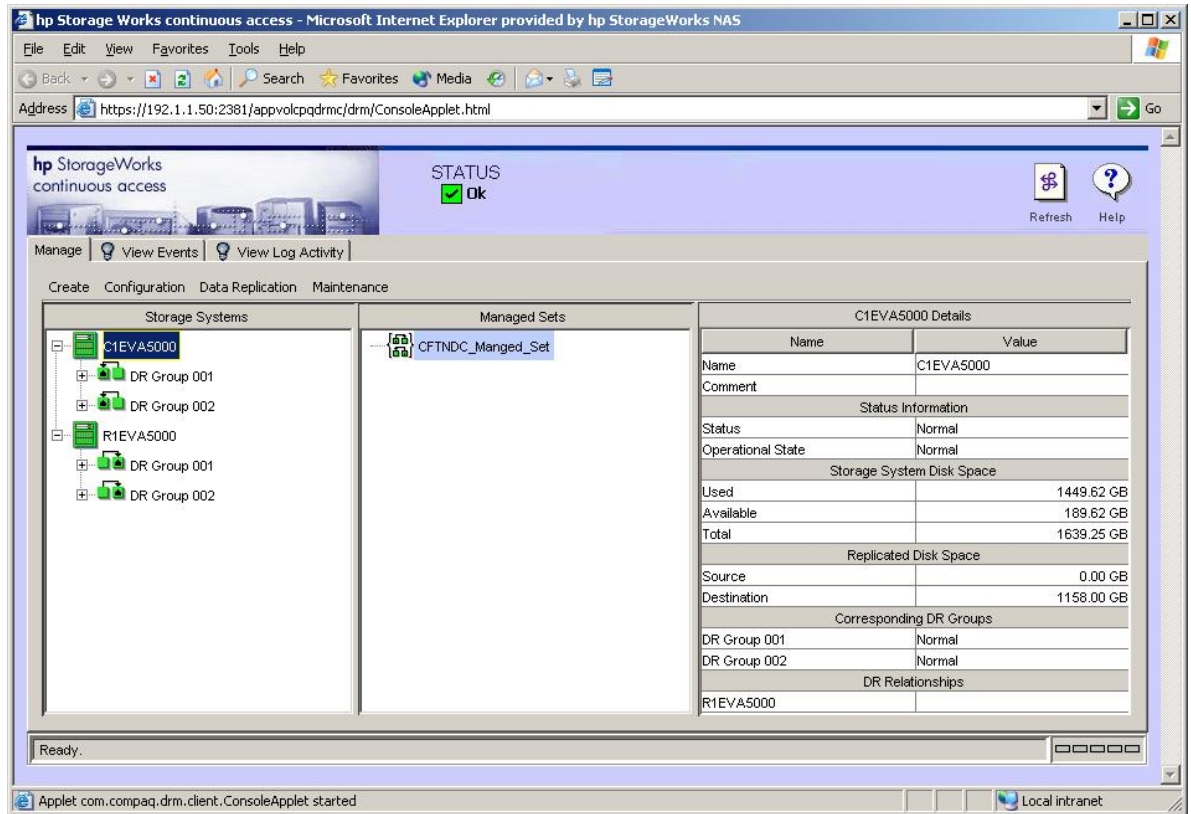 hp Storage Works continuous access - Microsoft Internet Explorer provided by hp StorageWorks NAS
File Edit View Favorites Tools Help
Back Search Favorites Media
Address https://192.1.1.50:2381/appvolcpqdrmc/drm/ConsoleApplet.html Go
hp StorageWorks
continuous access
STATUS
Ok
Refresh Help
Manage View Events View Log Activity
Create Configuration Data Replication Maintenance
Storage Systems
C1EVA5000
DR Group 001
DR Group 002
R1EVA5000
DR Group 001
DR Group 002
Managed Sets
CFTNDC_Manged_Set
C1EVA5000 Details
Name Value
Name C1EVA5000
Comment
Status Information
Status Normal
Operational State Normal
Storage System Disk Space
Used 1449.62 GB
Available 189.62 GB
Total 1639.25 GB
Replicated Disk Space
Source 0.00 GB
Destination 1158.00 GB
Corresponding DR Groups
DR Group 001 Normal
DR Group 002 Normal
DR Relationships
R1EVA5000
Ready.
Applet com.compaq.drm.client.ConsoleApplet started Local intranet